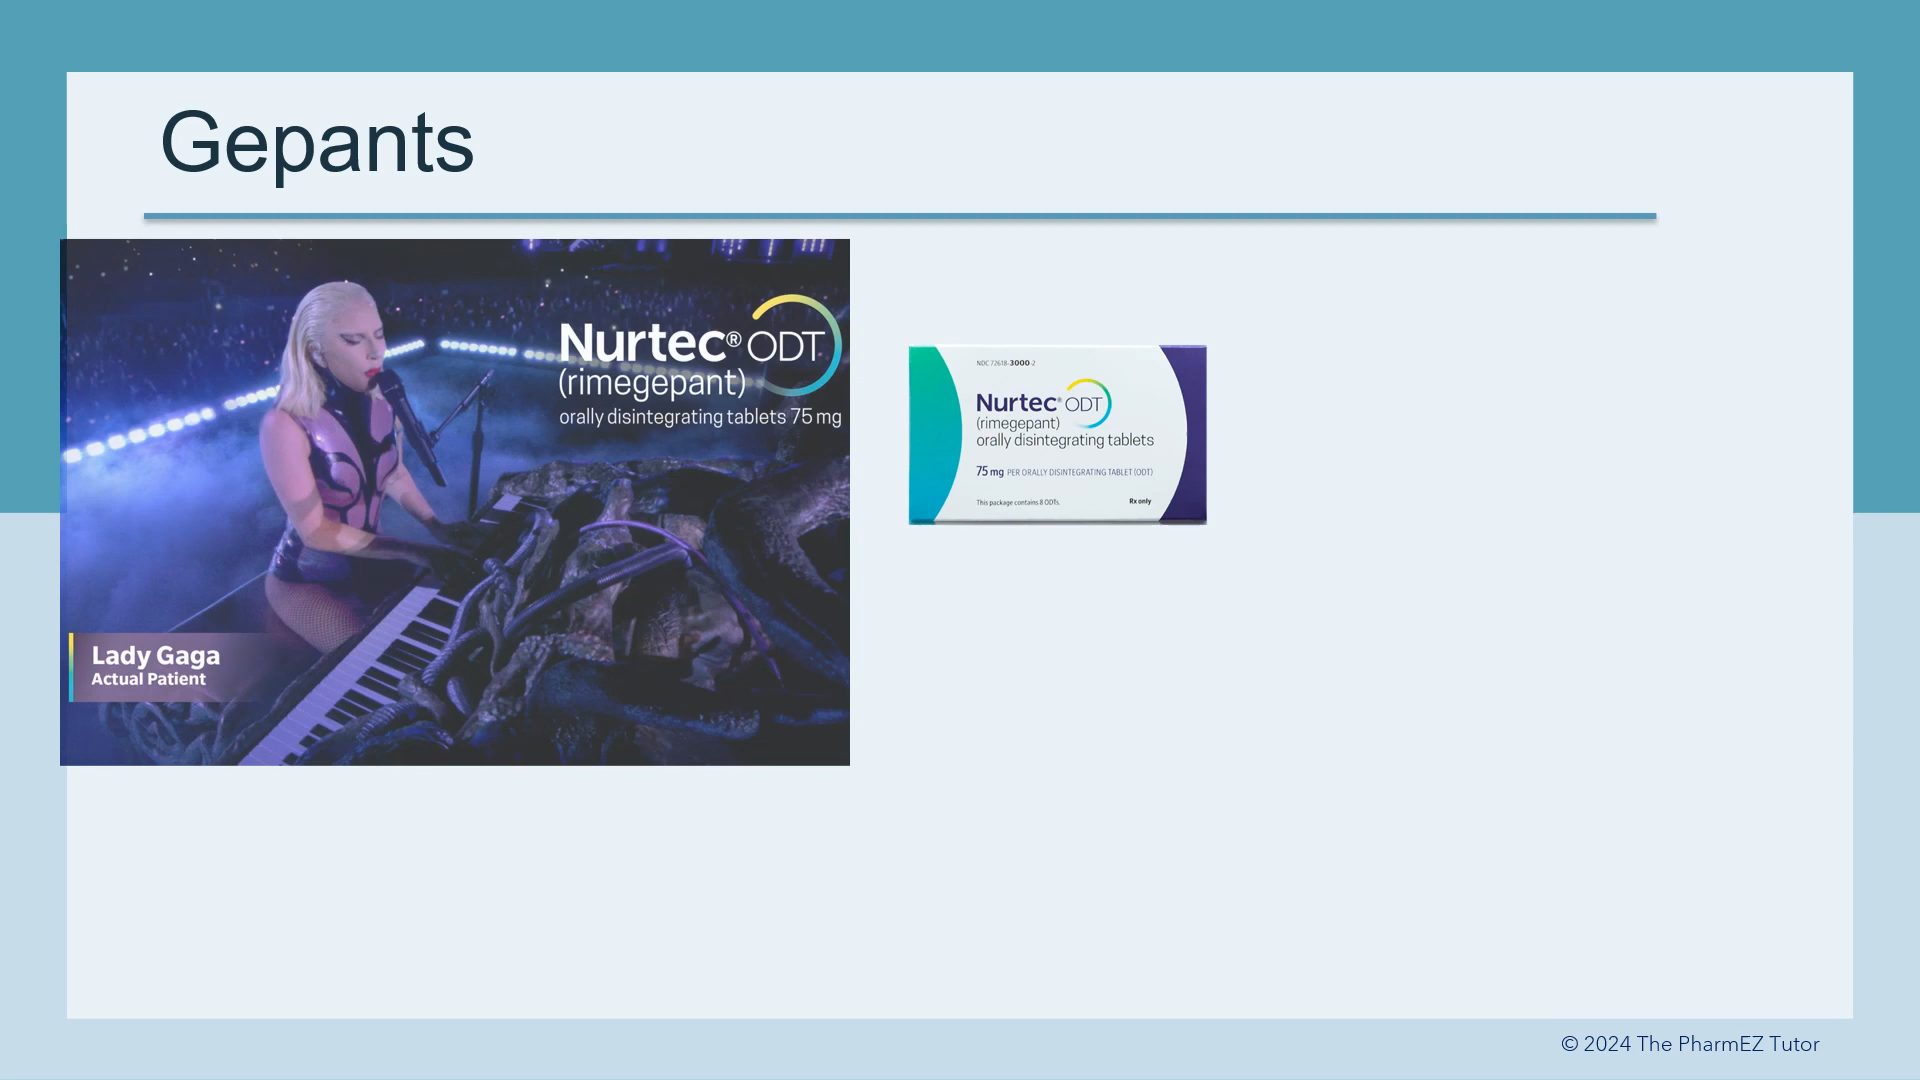 Gepants
Nurtec® ODT
(rimegepant)
orally disintegrating tablets 75 mg
Lady Gaga
Actual Patient
NDC 72618-3000-2
Nurtec® ODT
(rimegepant)
orally disintegrating tablets
75 mg PER ORALLY DISINTEGRATING TABLET (ODT)
This package contains 8 ODTs.
Rx only
© 2024 The PharmEZ Tutor